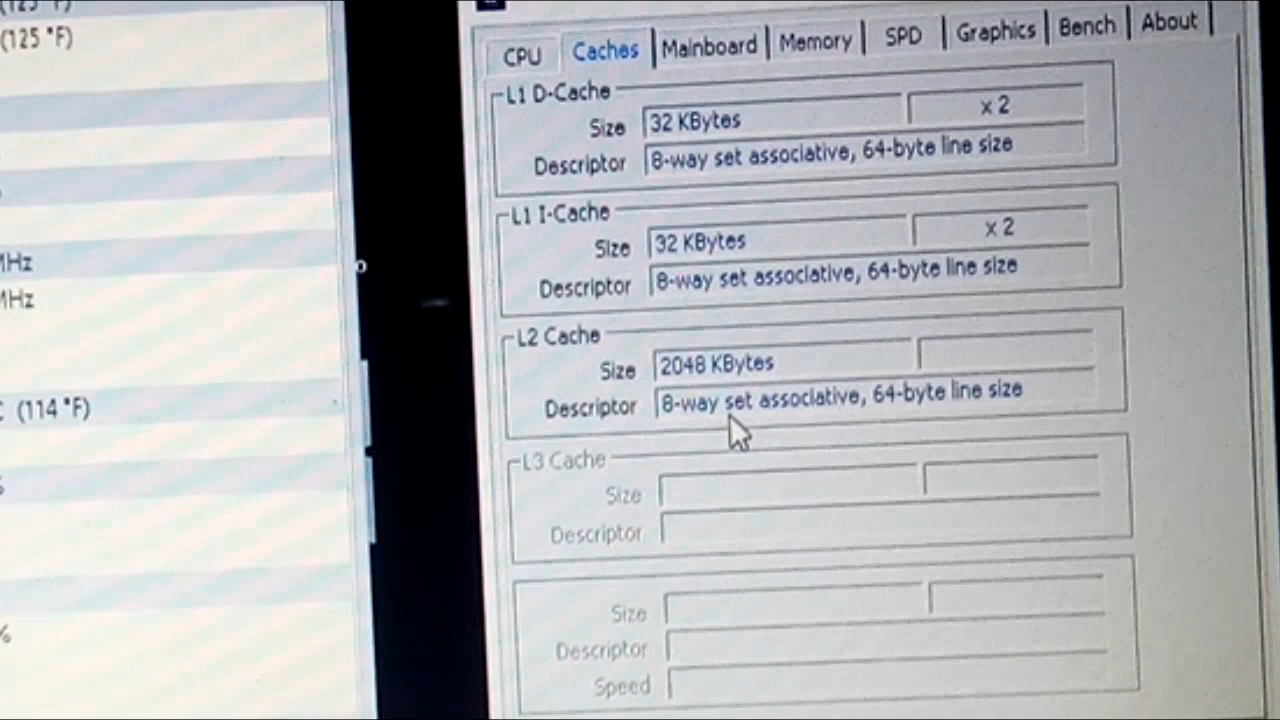 (125 °F)
(125 °F)
MHz
MHz
C (114 °F)
%
%
CPU Caches Mainboard Memory SPD Graphics Bench About
L1 D-Cache
Size 32 KBytes x 2
Descriptor 8-way set associative, 64-byte line size
L1 I-Cache
Size 32 KBytes x 2
Descriptor 8-way set associative, 64-byte line size
L2 Cache
Size 2048 KBytes
Descriptor 8-way set associative, 64-byte line size
L3 Cache
Size
Descriptor
Size
Descriptor
Speed